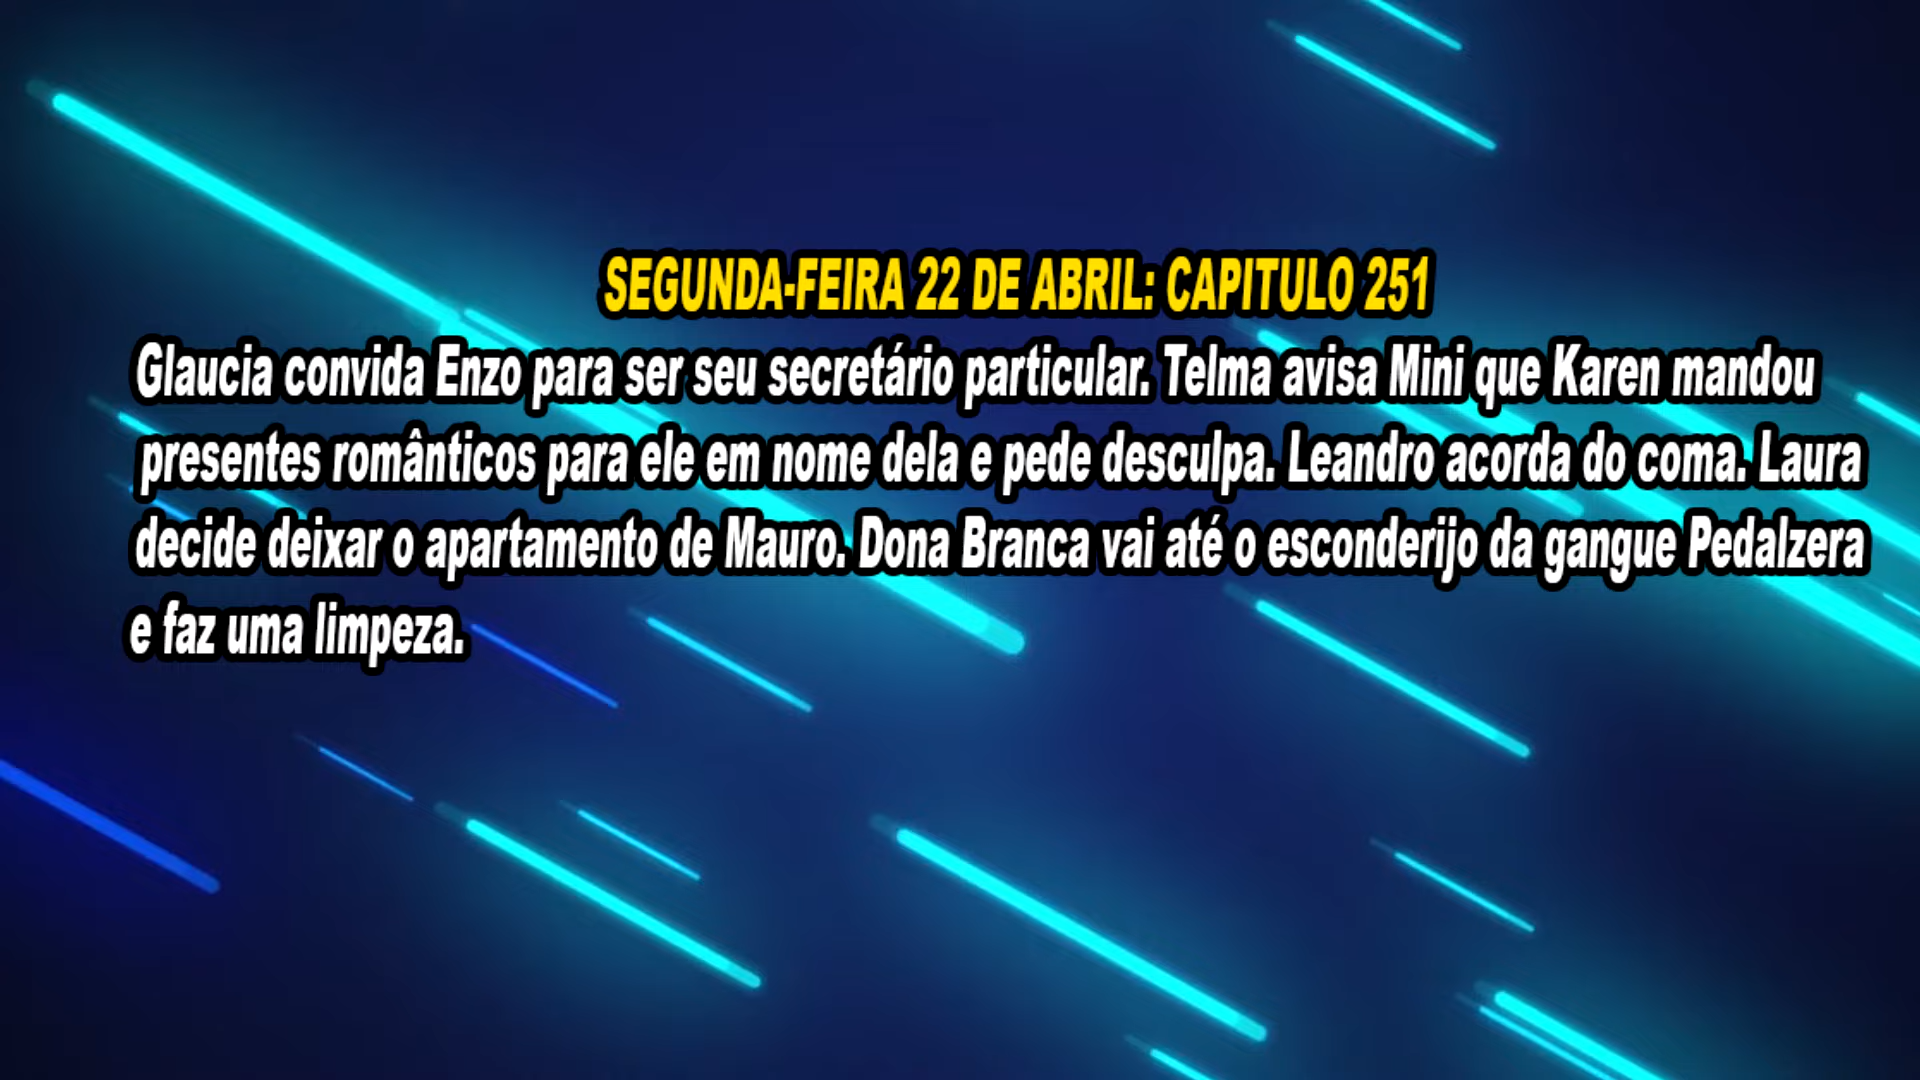 SEGUNDA-FEIRA 22 DE ABRIL: CAPITULO 251
Glaucia convida Enzo para ser seu secretário particular. Telma avisa Mini que Karen mandou
presentes românticos para ele em nome dela e pede desculpa. Leandro acorda do coma. Laura
decide deixar o apartamento de Mauro. Dona Branca vai até o esconderijo da gangue Pedalzera
e faz uma limpeza.